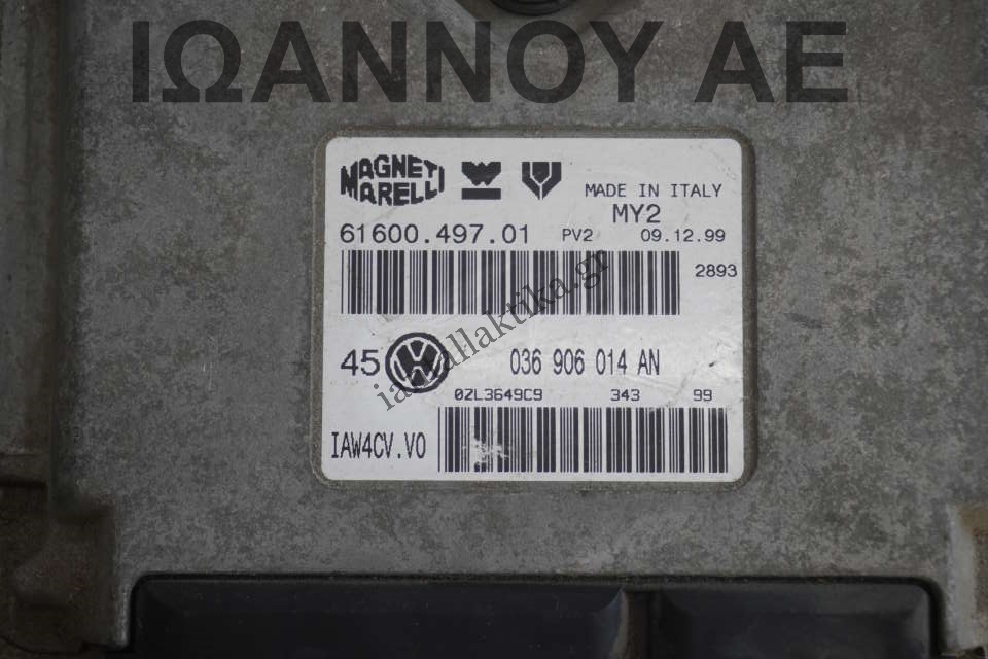 ΙΩΑΝΝΟΥ ΑΕ
MAGNETI MARELLI
MADE IN ITALY
MY2
61600.497.01 PV2 09.12.99
2893
45 VW 036 906 014 AN
0ZL3649C9 343 99
IAW4CV.V0